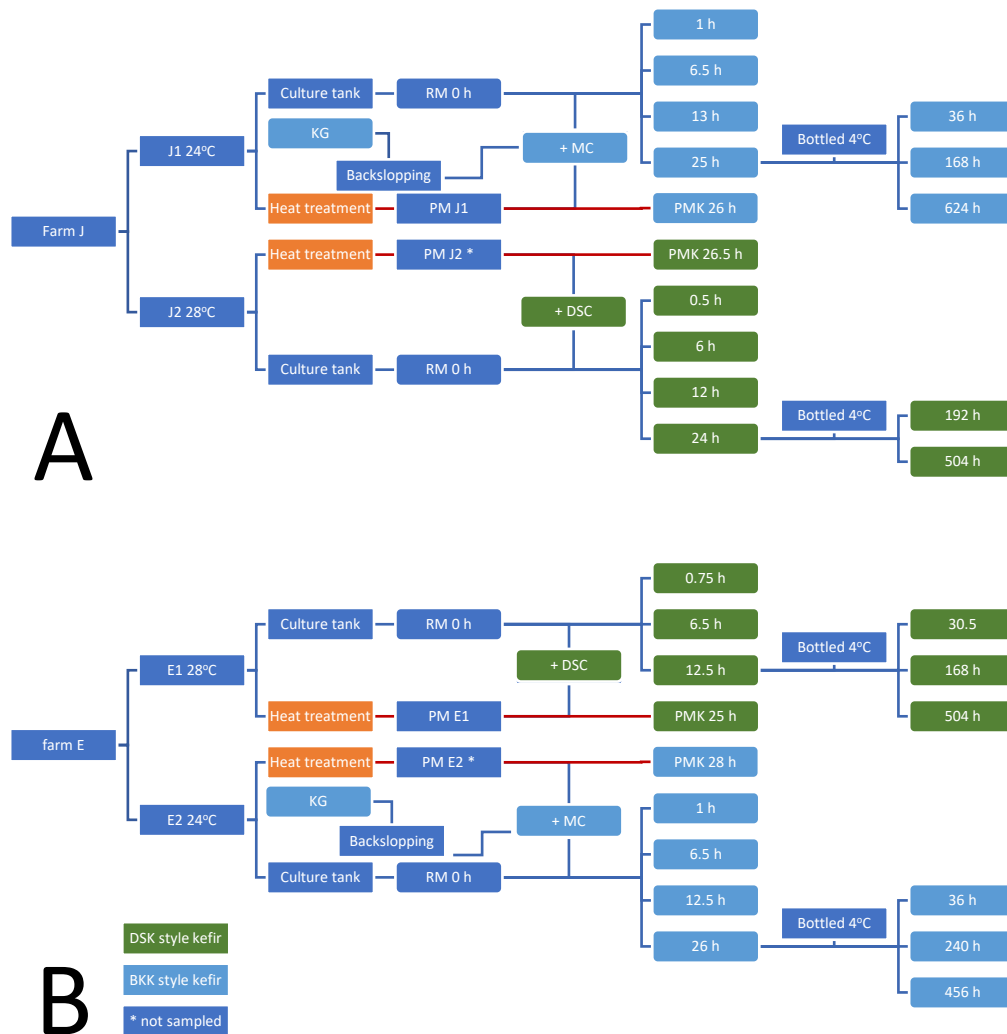 1 h
6.5 h
Culture tank
RM 0 h
KG
13 h
Bottled 4ºC
36 h
J1 24ºC
+ MC
Backslopping
25 h
168 h
Heat treatment
PM J1
PMK 26 h
624 h
Farm J
Heat treatment
PM J2 *
PMK 26.5 h
J2 28ºC
+ DSC
0.5 h
6 h
Culture tank
RM 0 h
12 h
Bottled 4ºC
192 h
24 h
504 h
A
0.75 h
Culture tank
RM 0 h
6.5 h
30.5
Bottled 4ºC
E1 28ºC
+ DSC
12.5 h
168 h
Heat treatment
PM E1
PMK 25 h
504 h
farm E
Heat treatment
PM E2 *
PMK 28 h
KG
1 h
E2 24ºC
+ MC
Backslopping
6.5 h
Culture tank
RM 0 h
12.5 h
36 h
Bottled 4ºC
26 h
240 h
456 h
DSK style kefir
BKK style kefir
* not sampled
B